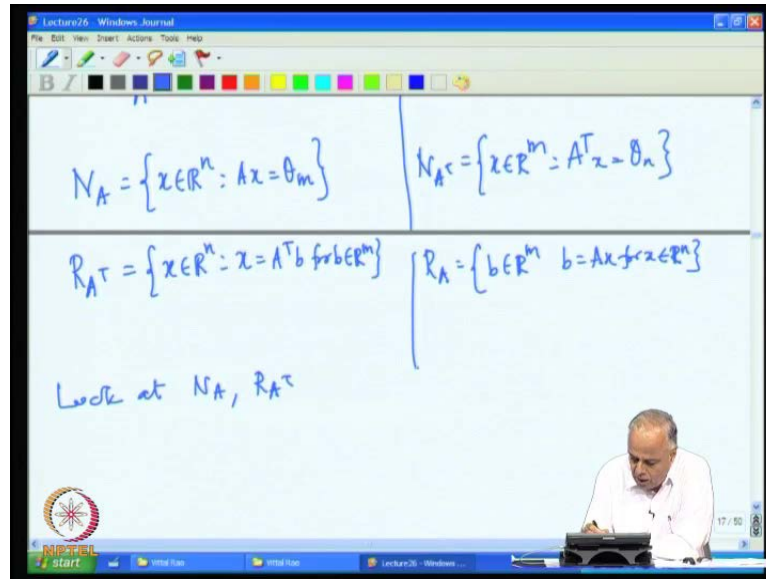 Lecture26 - Windows Journal
File Edit View Insert Actions Tools Help
B I
N_A = {x∈R^n : Ax = θ_m}
N_{A^T} = {x∈R^m : A^T x = θ_n}
R_{A^T} = {x∈R^n : x = A^T b for b∈R^m}
R_A = {b∈R^m b = Ax for x∈R^n}
Look at N_A, R_{A^T}
17 / 50
NPTEL
start
Vittal Rao
Vittal Rao
Lecture26 - Windows ...